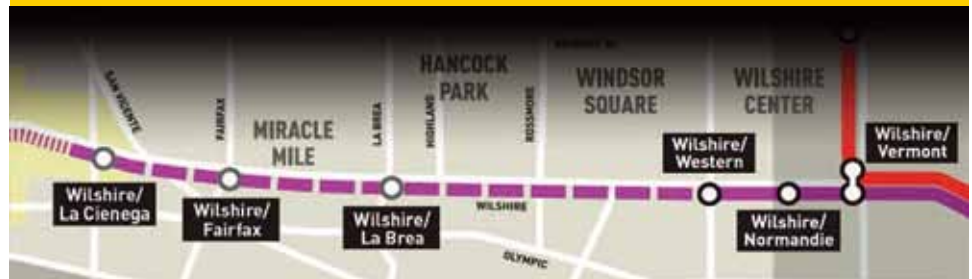 SAN VICENTE
FAIRFAX
MIRACLE
MILE
LA BREA
HANCOCK
PARK
HIGHLAND
ROSSMORE
WINDSOR
SQUARE
WILSHIRE
CENTER
Wilshire/
La Cienega
Wilshire/
Fairfax
Wilshire/
La Brea
WILSHIRE
OLYMPIC
Wilshire/
Western
Wilshire/
Normandie
Wilshire/
Vermont